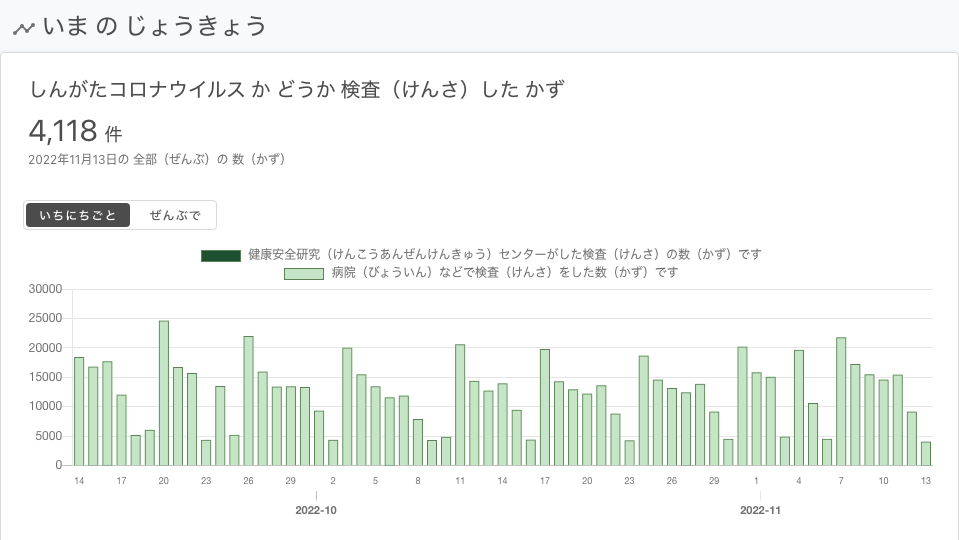 いま の じょうきょう
しんがたコロナウイルス か どうか 検査（けんさ）した かず
4,118 件
2022年11月13日の 全部（ぜんぶ）の 数（かず）
いちにちごと ぜんぶで
健康安全研究（けんこうあんぜんけんきゅう）センターがした検査（けんさ）の数（かず）です
病院（びょういん）などで検査（けんさ）をした数（かず）です
30000
25000
20000
15000
10000
5000
0
14 17 20 23 26 29 2 5 8 11 14 17 20 23 26 29 1 4 7 10 13
2022-10 2022-11